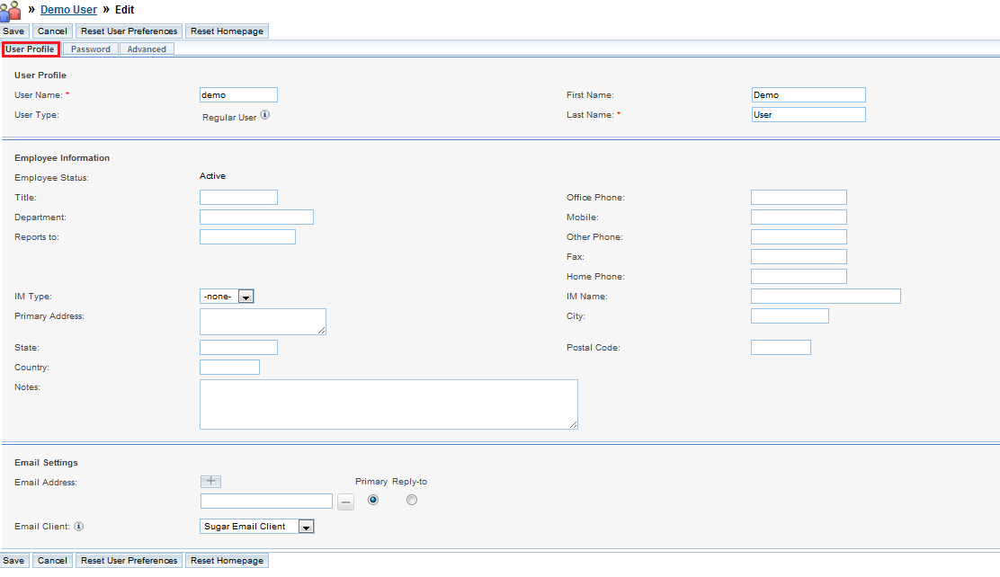 » Demo User » Edit
Save Cancel Reset User Preferences Reset Homepage
User Profile Password Advanced
User Profile
User Name: * demo First Name: Demo
User Type: Regular User i Last Name: * User
Employee Information
Employee Status: Active
Title: Office Phone:
Department: Mobile:
Reports to: Other Phone:
Fax:
Home Phone:
IM Type: -none- IM Name:
Primary Address: City:
State: Postal Code:
Country:
Notes:
Email Settings
Email Address: + Primary Reply-to
Email Client: i Sugar Email Client
Save Cancel Reset User Preferences Reset Homepage